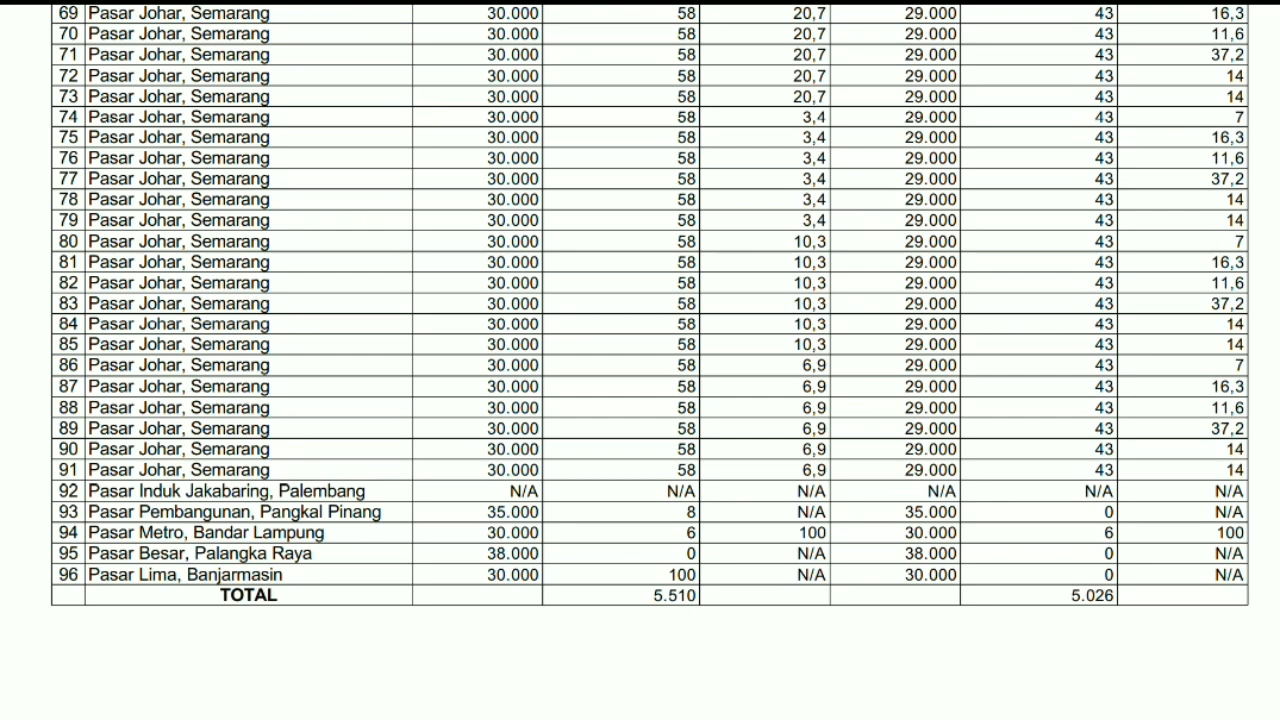 69 Pasar Johar, Semarang 30.000 58 20,7 29.000 43 16,3
70 Pasar Johar, Semarang 30.000 58 20,7 29.000 43 11,6
71 Pasar Johar, Semarang 30.000 58 20,7 29.000 43 37,2
72 Pasar Johar, Semarang 30.000 58 20,7 29.000 43 14
73 Pasar Johar, Semarang 30.000 58 20,7 29.000 43 14
74 Pasar Johar, Semarang 30.000 58 3,4 29.000 43 7
75 Pasar Johar, Semarang 30.000 58 3,4 29.000 43 16,3
76 Pasar Johar, Semarang 30.000 58 3,4 29.000 43 11,6
77 Pasar Johar, Semarang 30.000 58 3,4 29.000 43 37,2
78 Pasar Johar, Semarang 30.000 58 3,4 29.000 43 14
79 Pasar Johar, Semarang 30.000 58 3,4 29.000 43 14
80 Pasar Johar, Semarang 30.000 58 10,3 29.000 43 7
81 Pasar Johar, Semarang 30.000 58 10,3 29.000 43 16,3
82 Pasar Johar, Semarang 30.000 58 10,3 29.000 43 11,6
83 Pasar Johar, Semarang 30.000 58 10,3 29.000 43 37,2
84 Pasar Johar, Semarang 30.000 58 10,3 29.000 43 14
85 Pasar Johar, Semarang 30.000 58 10,3 29.000 43 14
86 Pasar Johar, Semarang 30.000 58 6,9 29.000 43 7
87 Pasar Johar, Semarang 30.000 58 6,9 29.000 43 16,3
88 Pasar Johar, Semarang 30.000 58 6,9 29.000 43 11,6
89 Pasar Johar, Semarang 30.000 58 6,9 29.000 43 37,2
90 Pasar Johar, Semarang 30.000 58 6,9 29.000 43 14
91 Pasar Johar, Semarang 30.000 58 6,9 29.000 43 14
92 Pasar Induk Jakabaring, Palembang N/A N/A N/A N/A N/A N/A
93 Pasar Pembangunan, Pangkal Pinang 35.000 8 N/A 35.000 0 N/A
94 Pasar Metro, Bandar Lampung 30.000 6 100 30.000 6 100
95 Pasar Besar, Palangka Raya 38.000 0 N/A 38.000 0 N/A
96 Pasar Lima, Banjarmasin 30.000 100 N/A 30.000 0 N/A
TOTAL 5.510 5.026